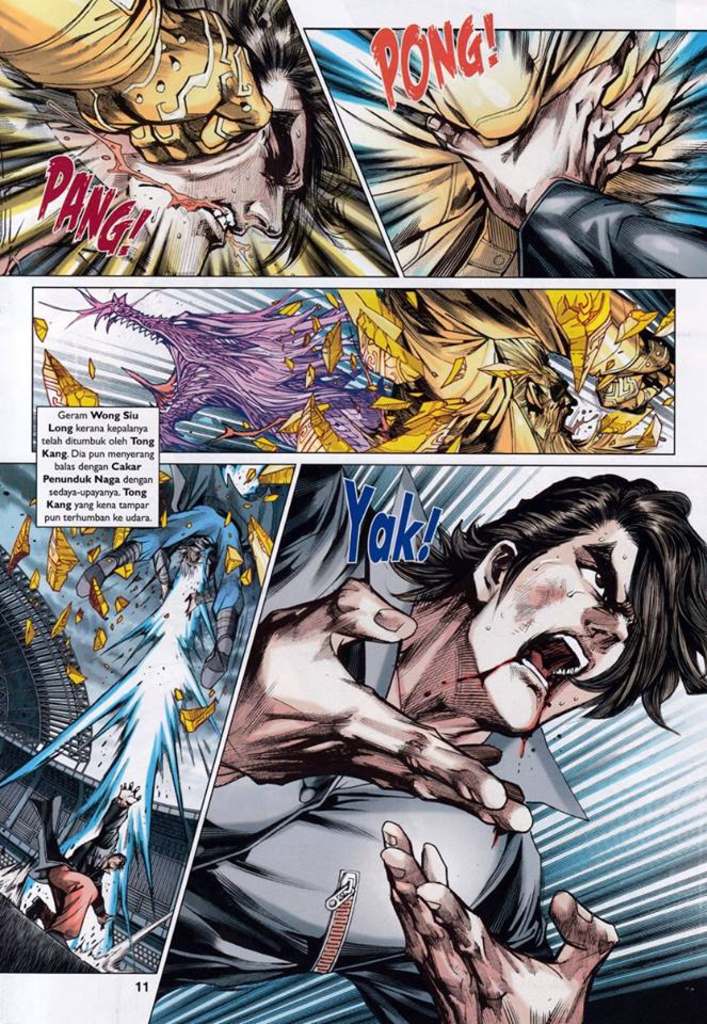 PANG!
PONG!
Geram Wong Siu
Long kerana kepalanya
telah ditumbuk oleh Tong
Kang. Dia pun menyerang
balas dengan Cakar
Penunduk Naga dengan
sedaya-upayanya. Tong
Kang yang kena tampar
pun terhumban ke udara.
Yak!
11